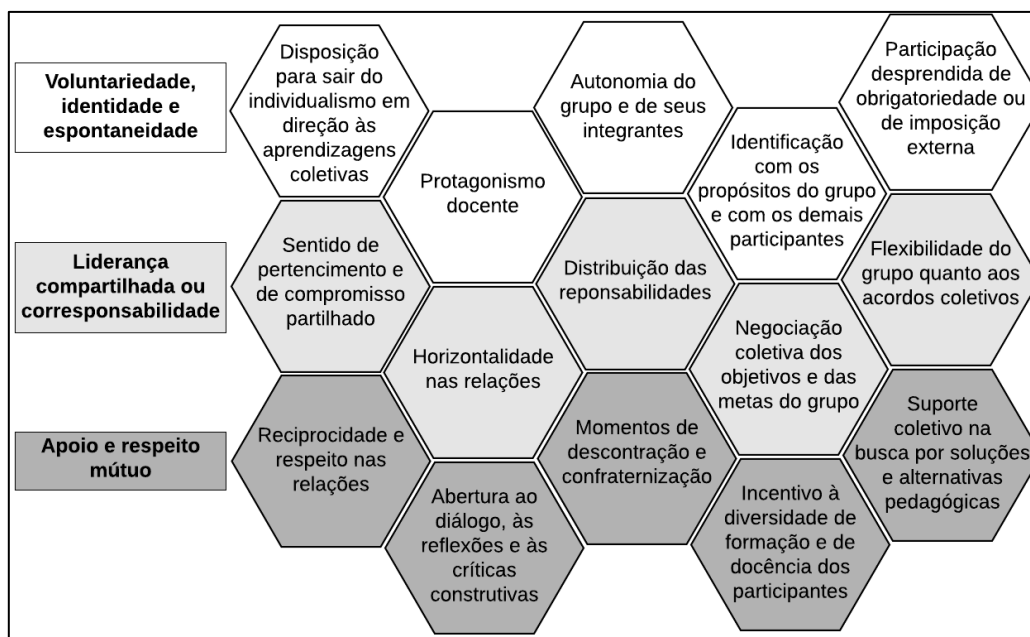 Voluntariedade,
identidade e
espontaneidade
Disposição
para sair do
individualismo em
direção às
aprendizagens
coletivas
Protagonismo
docente
Autonomia do
grupo e de seus
integrantes
Identificação
com os
propósitos do
grupo e com os
demais
participantes
Participação
desprendida de
obrigatoriedade ou
de imposição
externa
Liderança
compartilhada ou
corresponsabilidade
Sentido de
pertencimento e
de compromisso
partilhado
Horizontalidade
nas relações
Distribuição das
reponsabilidades
Negociação
coletiva dos
objetivos e das
metas do grupo
Flexibilidade do
grupo quanto aos
acordos coletivos
Apoio e respeito
mútuo
Reciprocidade e
respeito nas
relações
Abertura ao
diálogo, às
reflexões e às
críticas
construtivas
Momentos de
descontração e
confraternização
Incentivo à
diversidade de
formação e de
docência dos
participantes
Suporte
coletivo na
busca por soluções
e alternativas
pedagógicas